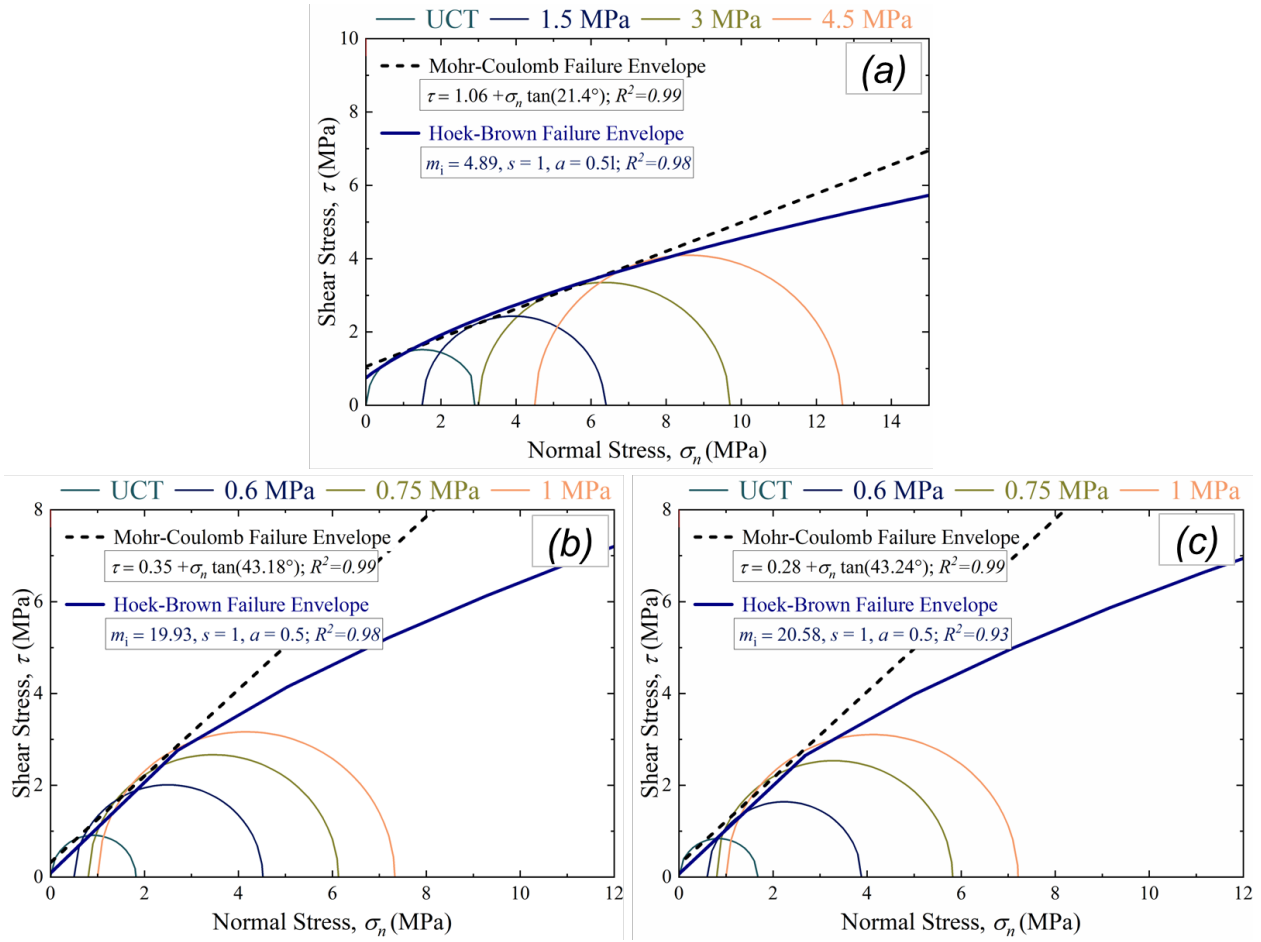 UCT 1.5 MPa 3 MPa 4.5 MPa
(a)
Mohr-Coulomb Failure Envelope
τ = 1.06 +σn tan(21.4°); R²=0.99
Hoek-Brown Failure Envelope
mi = 4.89, s = 1, a = 0.5l; R²=0.98
Shear Stress, τ (MPa)
10
8
6
4
2
0
0 2 4 6 8 10 12 14
Normal Stress, σn (MPa)
UCT 0.6 MPa 0.75 MPa 1 MPa
(b)
Mohr-Coulomb Failure Envelope
τ = 0.35 +σn tan(43.18°); R²=0.99
Hoek-Brown Failure Envelope
mi = 19.93, s = 1, a = 0.5; R²=0.98
Shear Stress, τ (MPa)
8
6
4
2
0
0 2 4 6 8 10 12
Normal Stress, σn (MPa)
UCT 0.6 MPa 0.75 MPa 1 MPa
(c)
Mohr-Coulomb Failure Envelope
τ = 0.28 +σn tan(43.24°); R²=0.99
Hoek-Brown Failure Envelope
mi = 20.58, s = 1, a = 0.5; R²=0.93
Shear Stress, τ (MPa)
8
6
4
2
0
0 2 4 6 8 10 12
Normal Stress, σn (MPa)